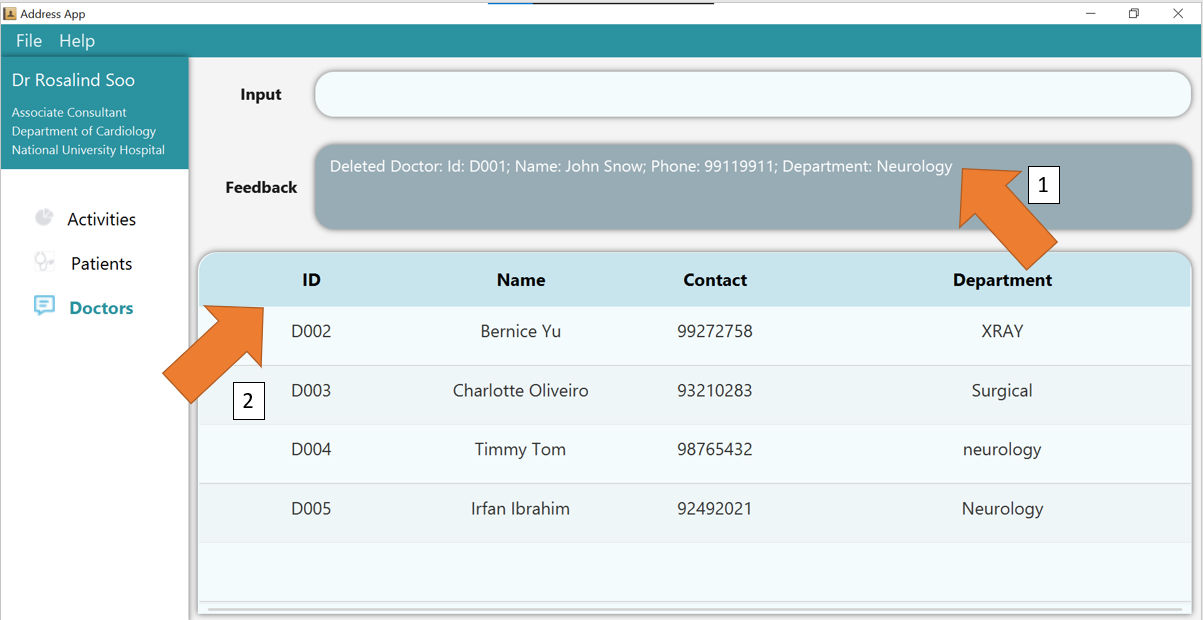 Address App
File Help
Dr Rosalind Soo
Associate Consultant
Department of Cardiology
National University Hospital
Activities
Patients
Doctors
Input
Feedback
Deleted Doctor: Id: D001; Name: John Snow; Phone: 99119911; Department: Neurology
1
ID Name Contact Department
D002 Bernice Yu 99272758 XRAY
2
D003 Charlotte Oliveiro 93210283 Surgical
D004 Timmy Tom 98765432 neurology
D005 Irfan Ibrahim 92492021 Neurology